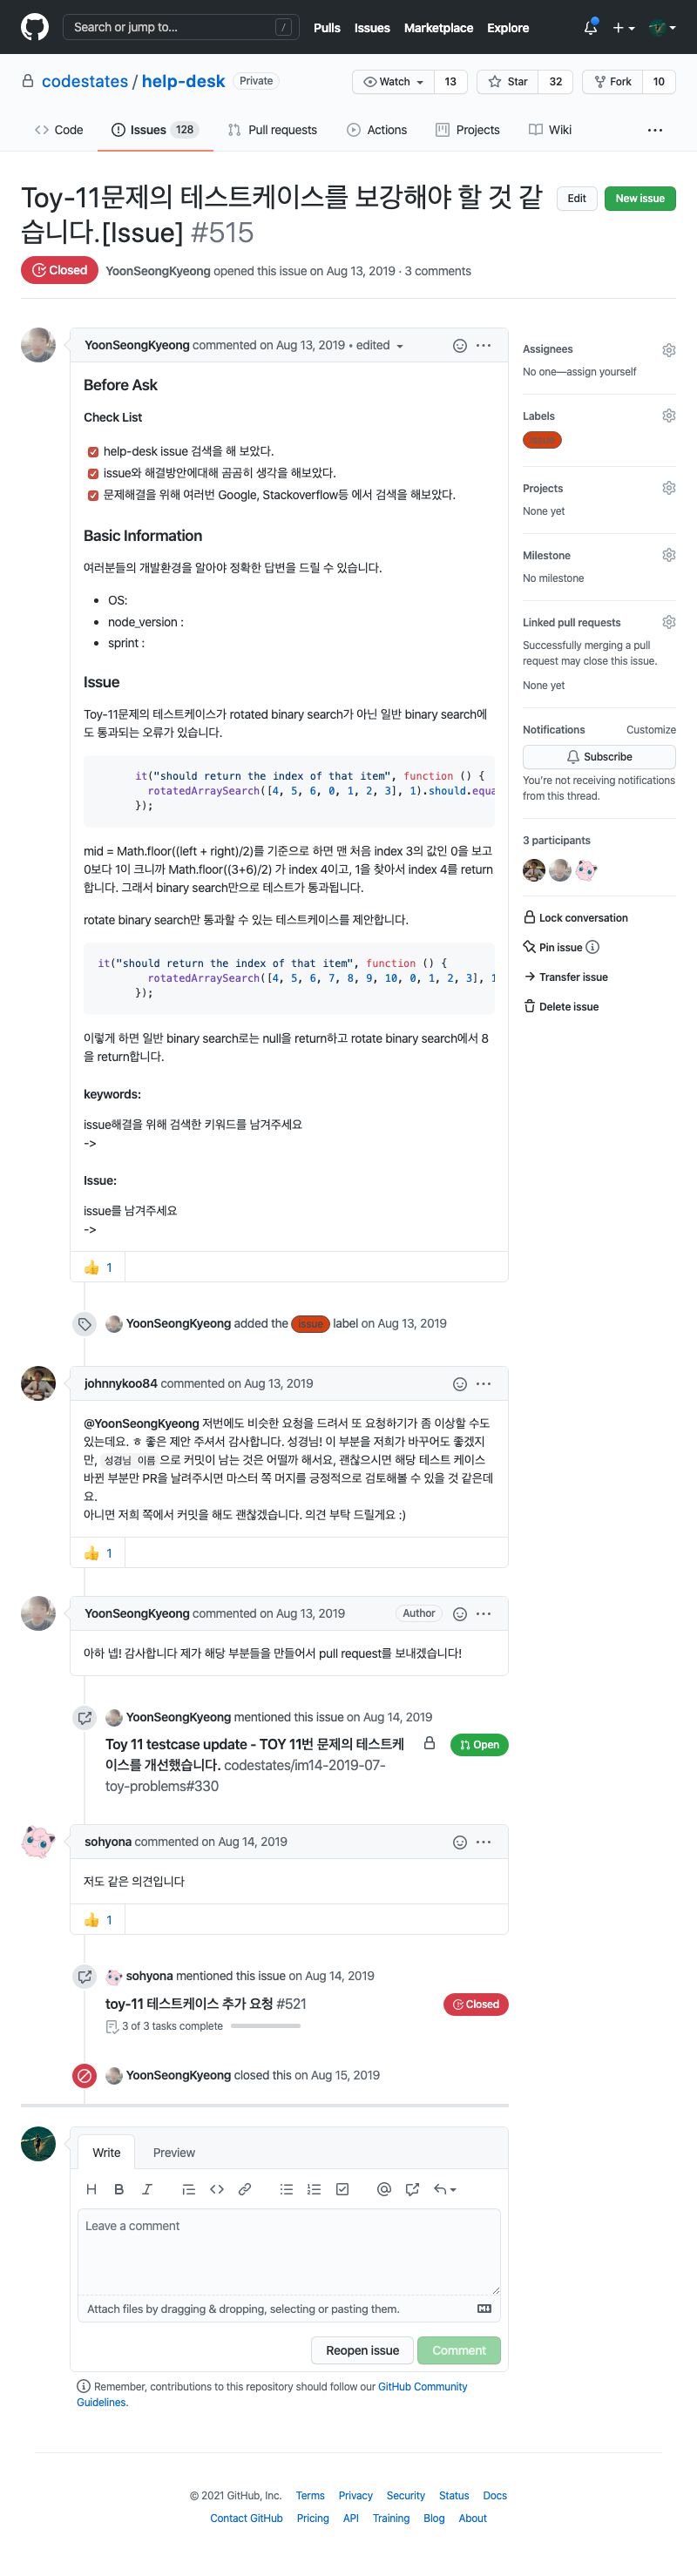 Search or jump to...
/
Pulls Issues Marketplace Explore
codestates / help-desk Private
Watch 13 Star 32 Fork 10
Code Issues 128 Pull requests Actions Projects Wiki ...
Toy-11문제의 테스트케이스를 보강해야 할 것 같
습니다.[Issue] #515
Edit New issue
Closed YoonSeongKyeong opened this issue on Aug 13, 2019 · 3 comments
YoonSeongKyeong commented on Aug 13, 2019 • edited
Before Ask
Check List
help-desk issue 검색을 해 보았다.
issue와 해결방안에대해 곰곰히 생각을 해보았다.
문제해결을 위해 여러번 Google, Stackoverflow등 에서 검색을 해보았다.
Basic Information
여러분들의 개발환경을 알아야 정확한 답변을 드릴 수 있습니다.
• OS:
• node_version :
• sprint :
Issue
Toy-11문제의 테스트케이스가 rotated binary search가 아닌 일반 binary search에
도 통과되는 오류가 있습니다.
it("should return the index of that item", function () {
rotatedArraySearch([4, 5, 6, 0, 1, 2, 3], 1).should.equa
});
mid = Math.floor((left + right)/2)를 기준으로 하면 맨 처음 index 3의 값인 0을 보고
0보다 1이 크니까 Math.floor((3+6)/2) 가 index 4이고, 1을 찾아서 index 4를 return
합니다. 그래서 binary search만으로 테스트가 통과됩니다.
rotate binary search만 통과할 수 있는 테스트케이스를 제안합니다.
it("should return the index of that item", function () {
rotatedArraySearch([4, 5, 6, 7, 8, 9, 10, 0, 1, 2, 3], 1
});
이렇게 하면 일반 binary search로는 null을 return하고 rotate binary search에서 8
을 return합니다.
keywords:
issue해결을 위해 검색한 키워드를 남겨주세요
->
Issue:
issue를 남겨주세요
->
1
Assignees
No one—assign yourself
Labels
issue
Projects
None yet
Milestone
No milestone
Linked pull requests
Successfully merging a pull
request may close this issue.
None yet
Notifications Customize
Subscribe
You're not receiving notifications
from this thread.
3 participants
Lock conversation
Pin issue
Transfer issue
Delete issue
YoonSeongKyeong added the issue label on Aug 13, 2019
johnnykoo84 commented on Aug 13, 2019
@YoonSeongKyeong 저번에도 비슷한 요청을 드려서 또 요청하기가 좀 이상할 수도
있는데요. ㅎ 좋은 제안 주셔서 감사합니다. 성경님! 이 부분을 저희가 바꾸어도 좋겠지
만, 성경님 이름 으로 커밋이 남는 것은 어떨까 해서요, 괜찮으시면 해당 테스트 케이스
바뀐 부분만 PR을 날려주시면 마스터 쪽 머지를 긍정적으로 검토해볼 수 있을 것 같은데
요.
아니면 저희 쪽에서 커밋을 해도 괜찮겠습니다. 의견 부탁 드릴게요 :)
1
YoonSeongKyeong commented on Aug 13, 2019 Author
아하 넵! 감사합니다 제가 해당 부분들을 만들어서 pull request를 보내겠습니다!
YoonSeongKyeong mentioned this issue on Aug 14, 2019
Toy 11 testcase update - TOY 11번 문제의 테스트케
이스를 개선했습니다. codestates/im14-2019-07-
toy-problems#330
Open
sohyona commented on Aug 14, 2019
저도 같은 의견입니다
1
sohyona mentioned this issue on Aug 14, 2019
toy-11 테스트케이스 추가 요청 #521
Closed
3 of 3 tasks complete
YoonSeongKyeong closed this on Aug 15, 2019
Write Preview
Leave a comment
Attach files by dragging & dropping, selecting or pasting them.
Reopen issue Comment
Remember, contributions to this repository should follow our GitHub Community
Guidelines.
© 2021 GitHub, Inc. Terms Privacy Security Status Docs
Contact GitHub Pricing API Training Blog About